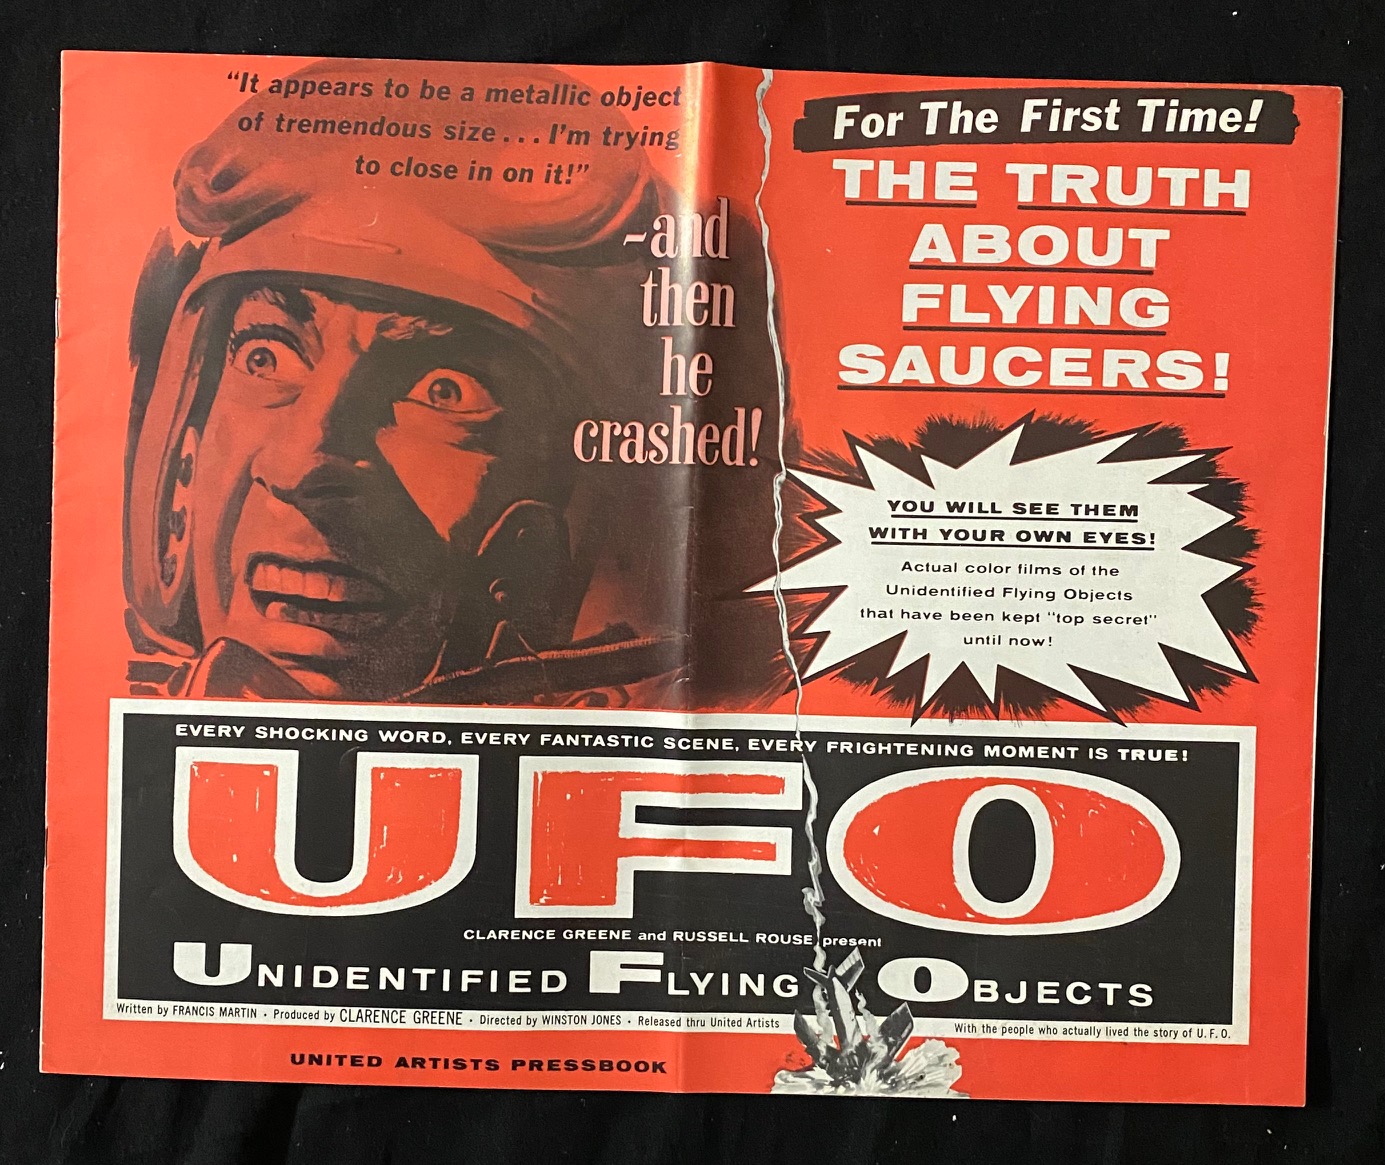 "It appears to be a metallic object
of tremendous size . . . I'm trying
to close in on it!"
-and
then
he
crashed!
For The First Time!
THE TRUTH
ABOUT
FLYING
SAUCERS!
YOU WILL SEE THEM
WITH YOUR OWN EYES!
Actual color films of the
Unidentified Flying Objects
that have been kept "top secret"
until now!
EVERY SHOCKING WORD, EVERY FANTASTIC SCENE, EVERY FRIGHTENING MOMENT IS TRUE!
UFO
CLARENCE GREENE and RUSSELL ROUSE present
UNIDENTIFIED FLYING OBJECTS
Written by FRANCIS MARTIN • Produced by CLARENCE GREENE • Directed by WINSTON JONES • Released thru United Artists
With the people who actually lived the story of U.F.O.
UNITED ARTISTS PRESSBOOK